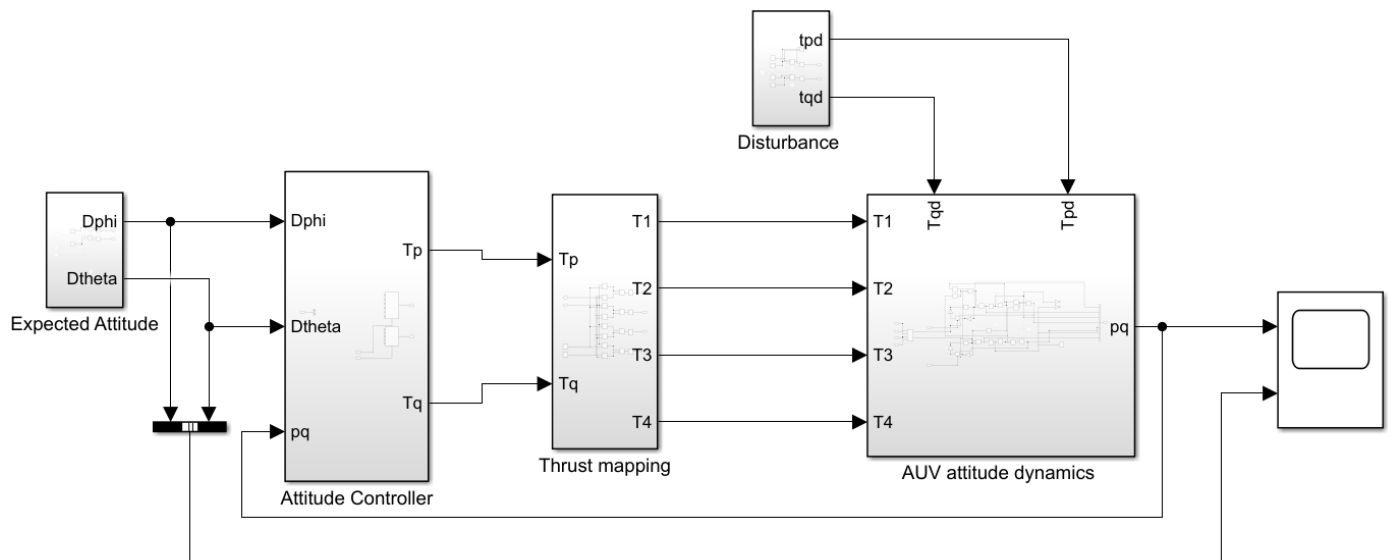 tpd
tqd
Disturbance
Tqd
Tpd
Dphi
Dtheta
Expected Attitude
Dphi
Dtheta
pq
Tp
Tq
Attitude Controller
Tp
Tq
T1
T2
T3
T4
Thrust mapping
T1
T2
T3
T4
pq
AUV attitude dynamics